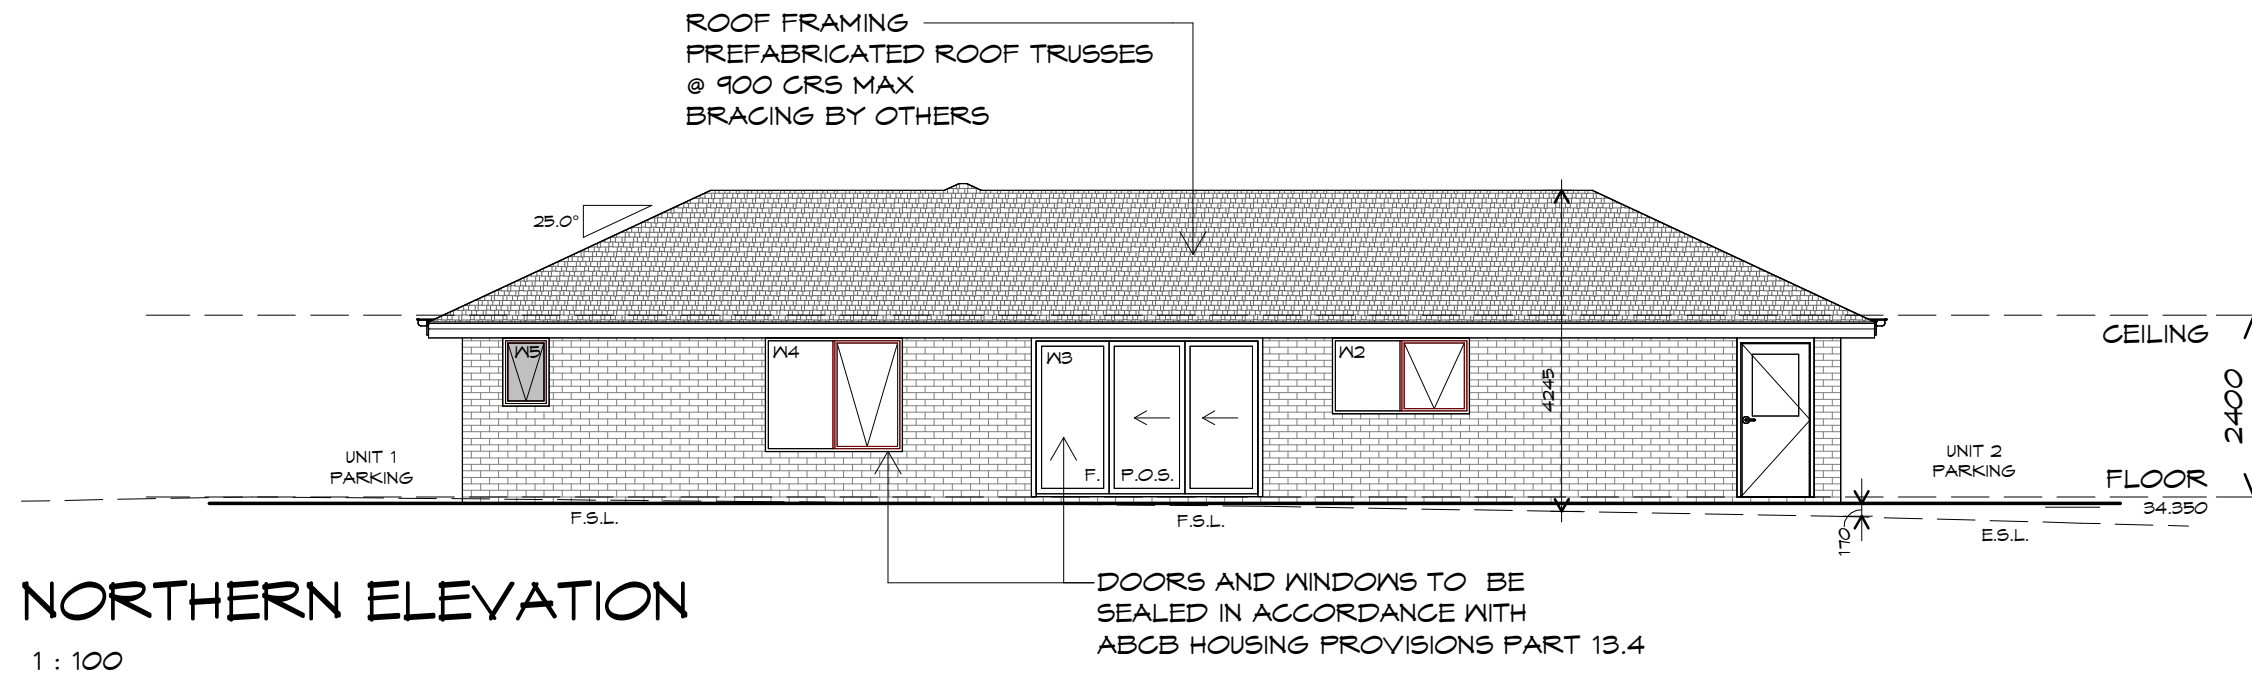 ROOF FRAMING
PREFABRICATED ROOF TRUSSES
@ 900 CRS MAX
BRACING BY OTHERS
25.0°
CEILING
W5
W4
W3
W2
4245
2400
UNIT 1
PARKING
F.
P.O.S.
UNIT 2
PARKING
FLOOR
34.350
F.S.L.
F.S.L.
170
E.S.L.
DOORS AND WINDOWS TO BE
SEALED IN ACCORDANCE WITH
ABCB HOUSING PROVISIONS PART 13.4
NORTHERN ELEVATION
1 : 100